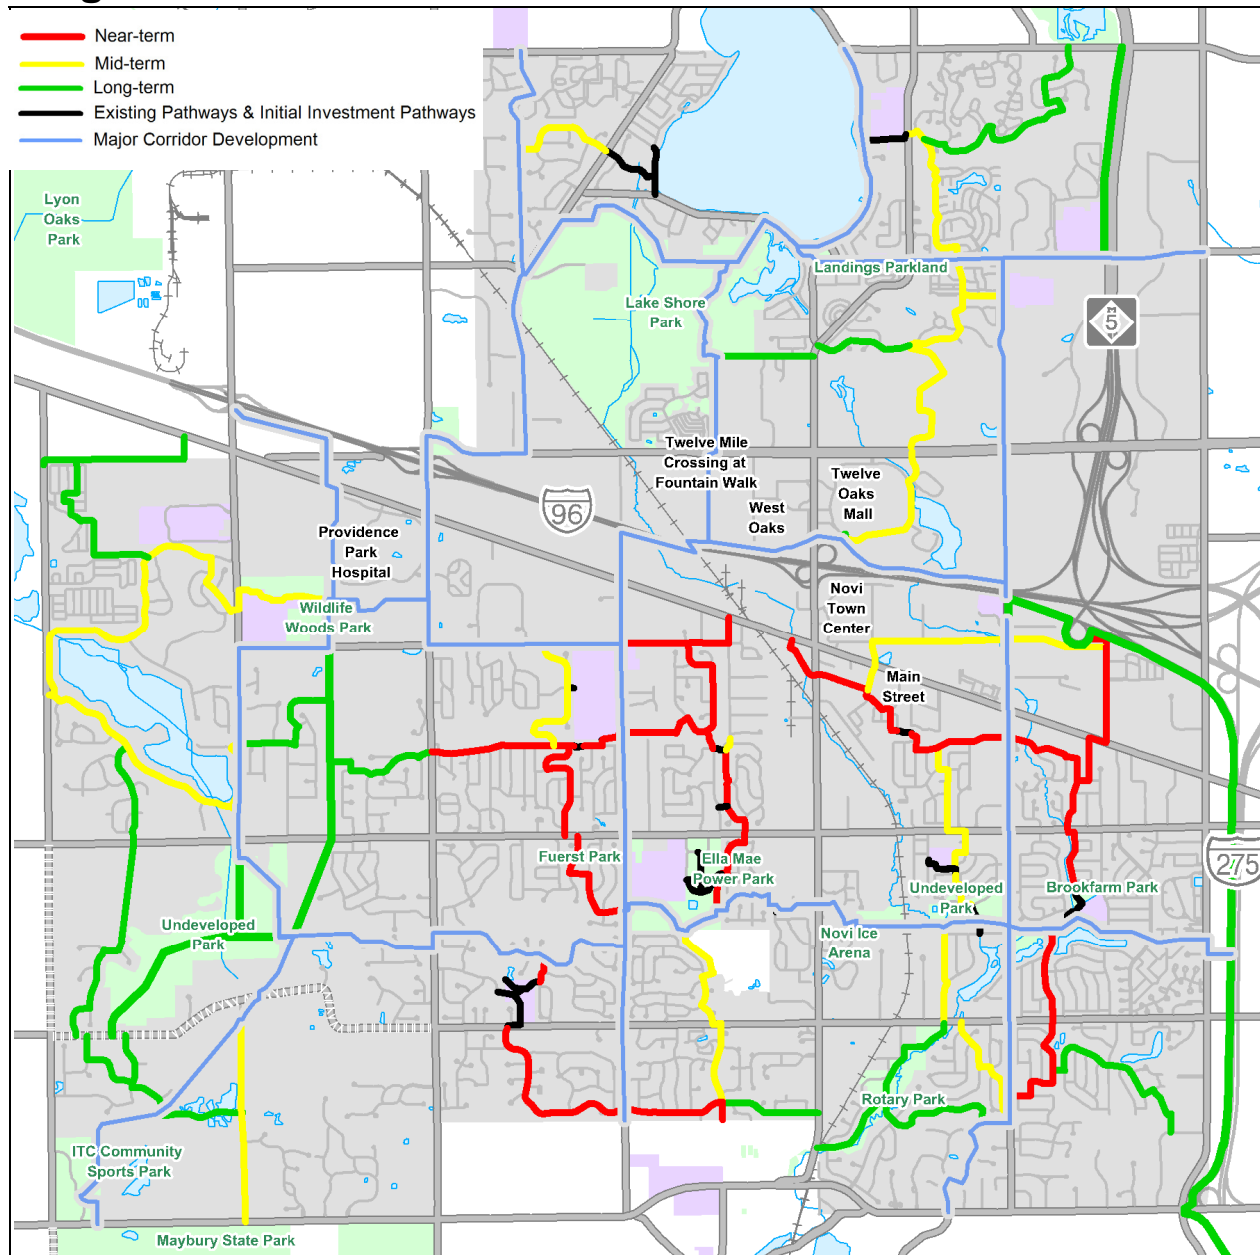 Near-term
Mid-term
Long-term
Existing Pathways & Initial Investment Pathways
Major Corridor Development
Lyon
Oaks
Park
Landings Parkland
Lake Shore
Park
M
5
Twelve Mile
Crossing at
Fountain Walk
Twelve
Oaks
Mall
West
Oaks
96
Providence
Park
Hospital
Novi
Town
Center
Wildlife
Woods Park
Main
Street
Fuerst Park
Ella Mae
Power Park
275
Undeveloped
Park
Brookfarm Park
Undeveloped
Park
Novi Ice
Arena
Rotary Park
ITC Community
Sports Park
Maybury State Park